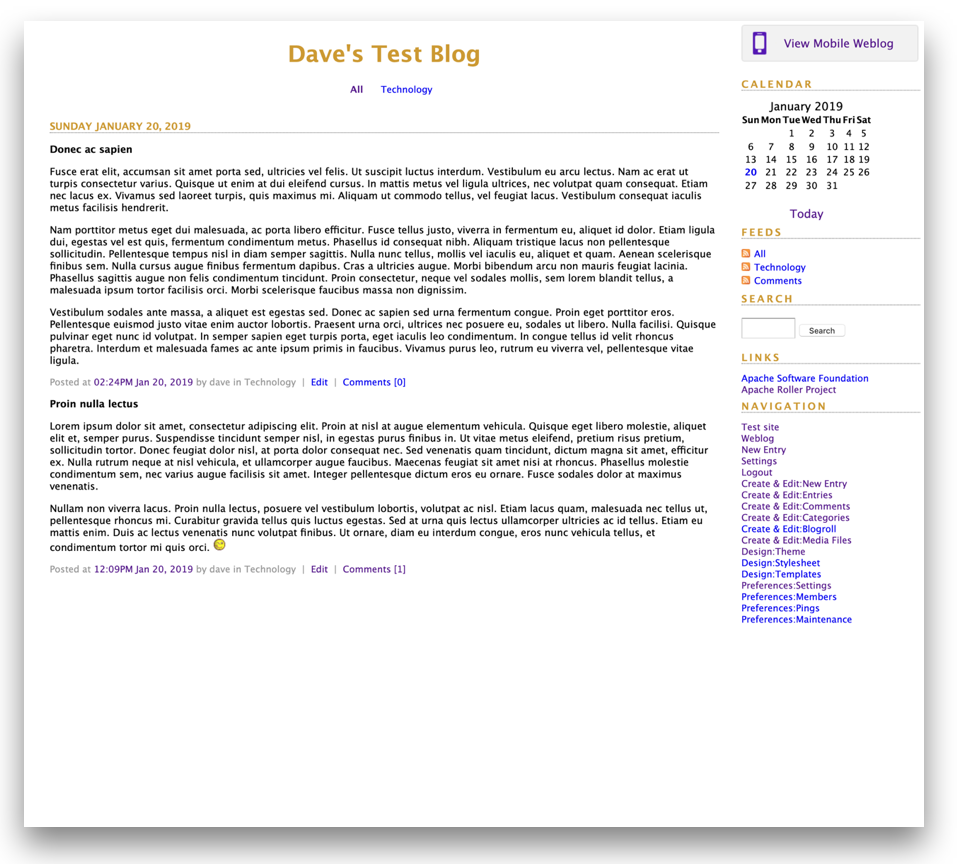 Dave's Test Blog
All Technology
SUNDAY JANUARY 20, 2019
Donec ac sapien
Fusce erat elit, accumsan sit amet porta sed, ultricies vel felis. Ut suscipit luctus interdum. Vestibulum eu arcu lectus. Nam ac erat ut
turpis consectetur varius. Quisque ut enim at dui eleifend cursus. In mattis metus vel ligula ultrices, nec volutpat quam consequat. Etiam
nec lacus ex. Vivamus sed laoreet turpis, quis maximus mi. Aliquam ut commodo tellus, vel feugiat lacus. Vestibulum consequat iaculis
metus facilisis hendrerit.
Nam porttitor metus eget dui malesuada, ac porta libero efficitur. Fusce tellus justo, viverra in fermentum eu, aliquet id dolor. Etiam ligula
dui, egestas vel est quis, fermentum condimentum metus. Phasellus id consequat nibh. Aliquam tristique lacus non pellentesque
sollicitudin. Pellentesque tempus nisl in diam semper sagittis. Nulla nunc tellus, mollis vel iaculis eu, aliquet et quam. Aenean scelerisque
finibus sem. Nulla cursus augue finibus fermentum dapibus. Cras a ultricies augue. Morbi bibendum arcu non mauris feugiat lacinia.
Phasellus sagittis augue non felis condimentum tincidunt. Proin consectetur, neque vel sodales mollis, sem lorem blandit tellus, a
malesuada ipsum tortor facilisis orci. Morbi scelerisque faucibus massa non dignissim.
Vestibulum sodales ante massa, a aliquet est egestas sed. Donec ac sapien sed urna fermentum congue. Proin eget porttitor eros.
Pellentesque euismod justo vitae enim auctor lobortis. Praesent urna orci, ultrices nec posuere eu, sodales ut libero. Nulla facilisi. Quisque
pulvinar eget nunc id volutpat. In semper sapien eget turpis porta, eget iaculis leo condimentum. In congue tellus id velit rhoncus
pharetra. Interdum et malesuada fames ac ante ipsum primis in faucibus. Vivamus purus leo, rutrum eu viverra vel, pellentesque vitae
ligula.
Posted at 02:24PM Jan 20, 2019 by dave in Technology | Edit | Comments [0]
Proin nulla lectus
Lorem ipsum dolor sit amet, consectetur adipiscing elit. Proin at nisl at augue elementum vehicula. Quisque eget libero molestie, aliquet
elit et, semper purus. Suspendisse tincidunt semper nisl, in egestas purus finibus in. Ut vitae metus eleifend, pretium risus pretium,
sollicitudin tortor. Donec feugiat dolor nisl, at porta dolor consequat nec. Sed venenatis quam tincidunt, dictum magna sit amet, efficitur
ex. Nulla rutrum neque at nisl vehicula, et ullamcorper augue faucibus. Maecenas feugiat sit amet nisi at rhoncus. Phasellus molestie
condimentum sem, nec varius augue facilisis sit amet. Integer pellentesque dictum eros eu ornare. Fusce sodales dolor at maximus
venenatis.
Nullam non viverra lacus. Proin nulla lectus, posuere vel vestibulum lobortis, volutpat ac nisl. Etiam lacus quam, malesuada nec tellus ut,
pellentesque rhoncus mi. Curabitur gravida tellus quis luctus egestas. Sed at urna quis lectus ullamcorper ultricies ac id tellus. Etiam eu
mattis enim. Duis ac lectus venenatis nunc volutpat finibus. Ut ornare, diam eu interdum congue, eros nunc vehicula tellus, et
condimentum tortor mi quis orci.
Posted at 12:09PM Jan 20, 2019 by dave in Technology | Edit | Comments [1]
View Mobile Weblog
CALENDAR
January 2019
Sun Mon Tue Wed Thu Fri Sat
1 2 3 4 5
6 7 8 9 10 11 12
13 14 15 16 17 18 19
20 21 22 23 24 25 26
27 28 29 30 31
Today
FEEDS
All
Technology
Comments
SEARCH
Search
LINKS
Apache Software Foundation
Apache Roller Project
NAVIGATION
Test site
Weblog
New Entry
Settings
Logout
Create & Edit:New Entry
Create & Edit:Entries
Create & Edit:Comments
Create & Edit:Categories
Create & Edit:Blogroll
Create & Edit:Media Files
Design:Theme
Design:Stylesheet
Design:Templates
Preferences:Settings
Preferences:Members
Preferences:Pings
Preferences:Maintenance